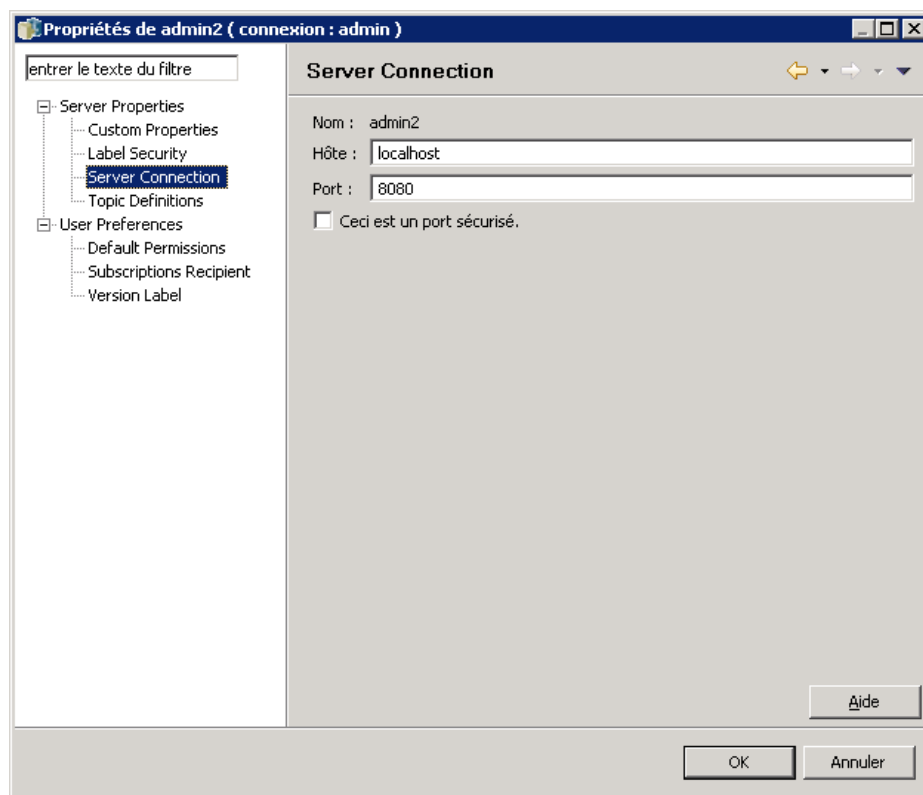 Propriétés de admin2 ( connexion : admin )
entrer le texte du filtre
Server Properties
Custom Properties
Label Security
Server Connection
Topic Definitions
User Preferences
Default Permissions
Subscriptions Recipient
Version Label
Server Connection
Nom : admin2
Hôte : localhost
Port : 8080
Ceci est un port sécurisé.
Aide
OK
Annuler